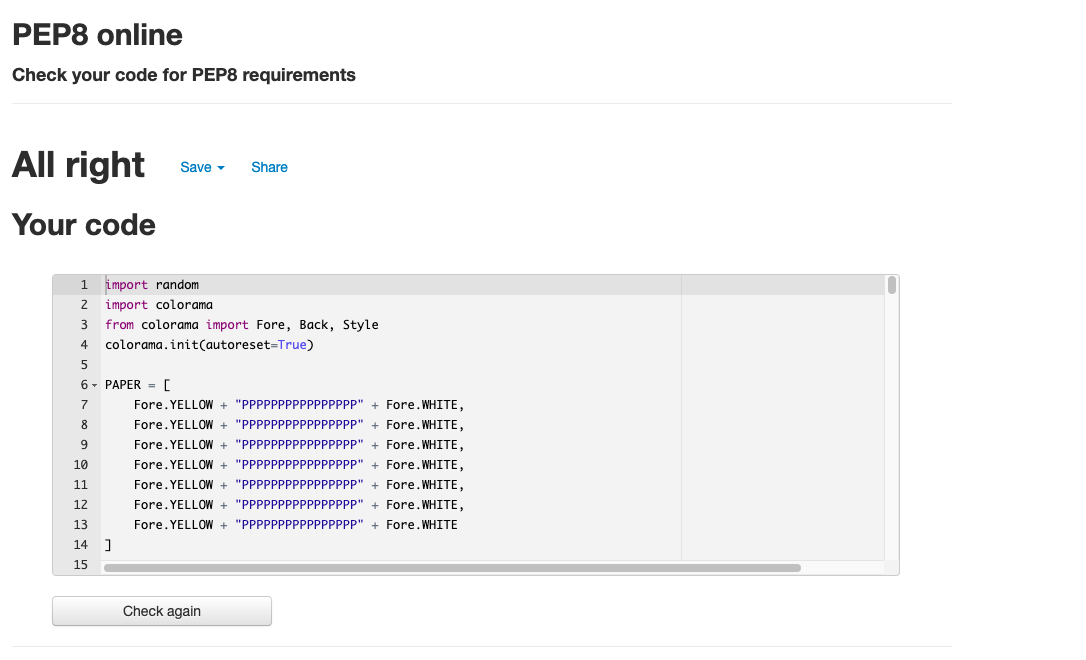 PEP8 online
Check your code for PEP8 requirements
All right Save Share
Your code
1 import random
2 import colorama
3 from colorama import Fore, Back, Style
4 colorama.init(autoreset=True)
5
6 PAPER = [
7 Fore.YELLOW + "PPPPPPPPPPPPPPPP" + Fore.WHITE,
8 Fore.YELLOW + "PPPPPPPPPPPPPPPP" + Fore.WHITE,
9 Fore.YELLOW + "PPPPPPPPPPPPPPPP" + Fore.WHITE,
10 Fore.YELLOW + "PPPPPPPPPPPPPPPP" + Fore.WHITE,
11 Fore.YELLOW + "PPPPPPPPPPPPPPPP" + Fore.WHITE,
12 Fore.YELLOW + "PPPPPPPPPPPPPPPP" + Fore.WHITE,
13 Fore.YELLOW + "PPPPPPPPPPPPPPPP" + Fore.WHITE
14 ]
15
Check again